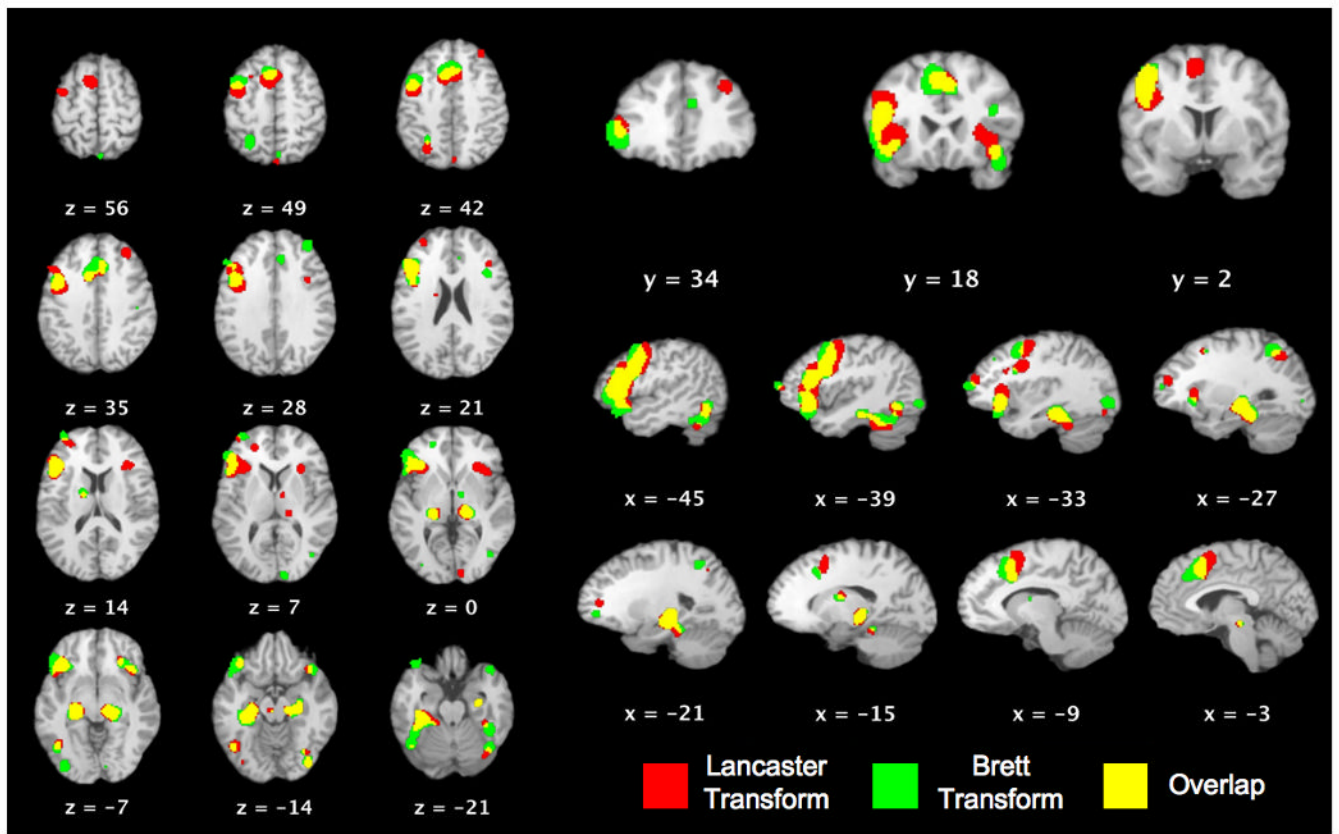 z = 56
z = 49
z = 42
z = 35
z = 28
z = 21
z = 14
z = 7
z = 0
z = −7
z = −14
z = −21
y = 34
y = 18
y = 2
x = −45
x = −39
x = −33
x = −27
x = −21
x = −15
x = −9
x = −3
Lancaster
Transform
Brett
Transform
Overlap